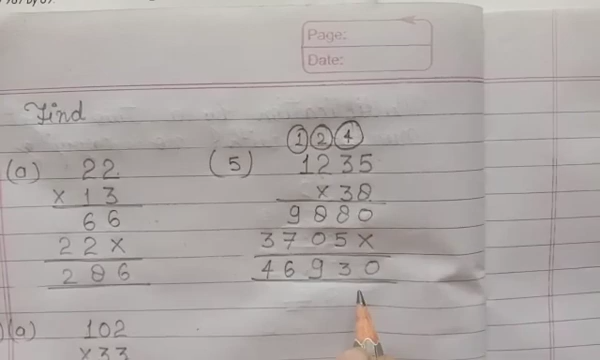 Page:
Date:
Find
(a) 22
× 13
66
22×
286
(5) ① ② ④
1235
× 38
9880
3705×
46930
(a) 102
×33